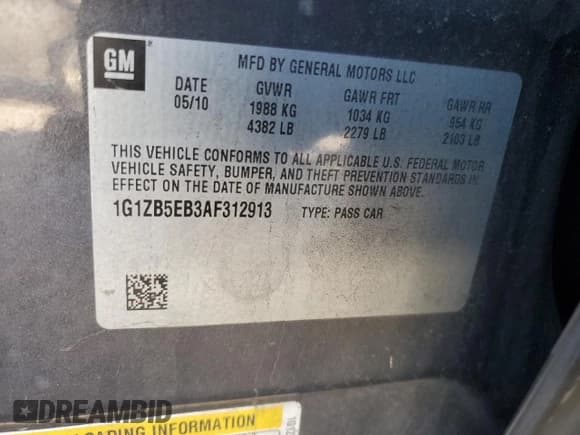 GM
MFD BY GENERAL MOTORS LLC
DATE GVWR GAWR FRT GAWR RR
05/10 1988 KG 1034 KG 954 KG
4382 LB 2279 LB 2103 LB
THIS VEHICLE CONFORMS TO ALL APPLICABLE U.S. FEDERAL MOTOR
VEHICLE SAFETY, BUMPER, AND THEFT PREVENTION STANDARDS IN
EFFECT ON THE DATE OF MANUFACTURE SHOWN ABOVE.
1G1ZB5EB3AF312913 TYPE: PASS CAR
LOADING INFORMATION
DREAMBID